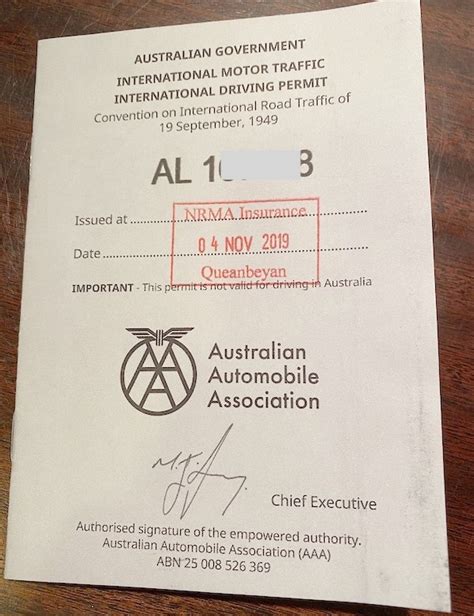 AUSTRALIAN GOVERNMENT
INTERNATIONAL MOTOR TRAFFIC
INTERNATIONAL DRIVING PERMIT
Convention on International Road Traffic of
19 September, 1949
AL 1 8
Issued at NRMA Insurance
Date 04 NOV 2019
Queanbeyan
IMPORTANT - This permit is not valid for driving in Australia
AAA
Australian
Automobile
Association
Chief Executive
Authorised signature of the empowered authority.
Australian Automobile Association (AAA)
ABN 25 008 526 369